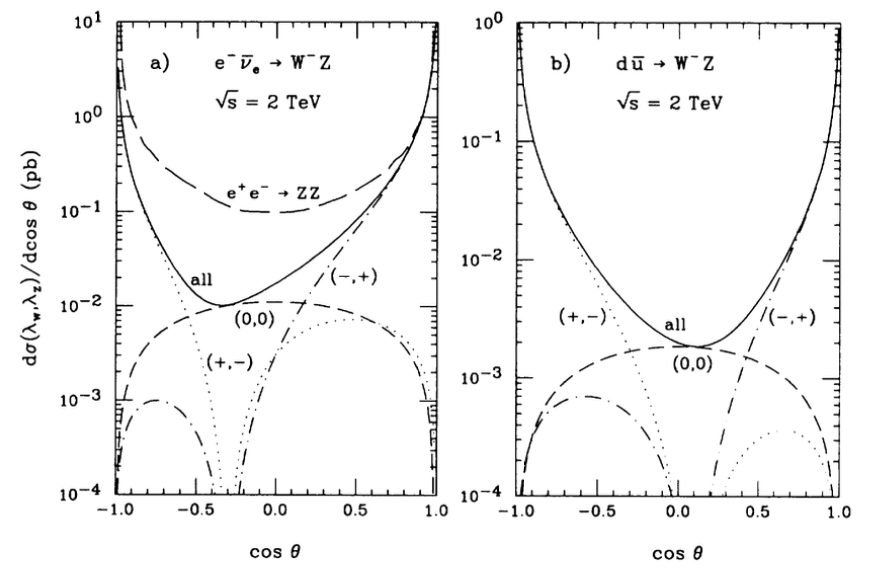 a) e⁻ ν̄ₑ → W⁻Z
√s = 2 TeV
e⁺e⁻ → ZZ
all
(−,+)
(0,0)
(+,−)
10¹
10⁰
10⁻¹
10⁻²
10⁻³
10⁻⁴
−1.0 −0.5 0.0 0.5 1.0
cos θ
dσ(λ_w,λ_z)/dcos θ (pb)
b) dū → W⁻Z
√s = 2 TeV
(+,−)
all
(−,+)
(0,0)
10⁰
10⁻¹
10⁻²
10⁻³
10⁻⁴
−1.0 −0.5 0.0 0.5 1.0
cos θ